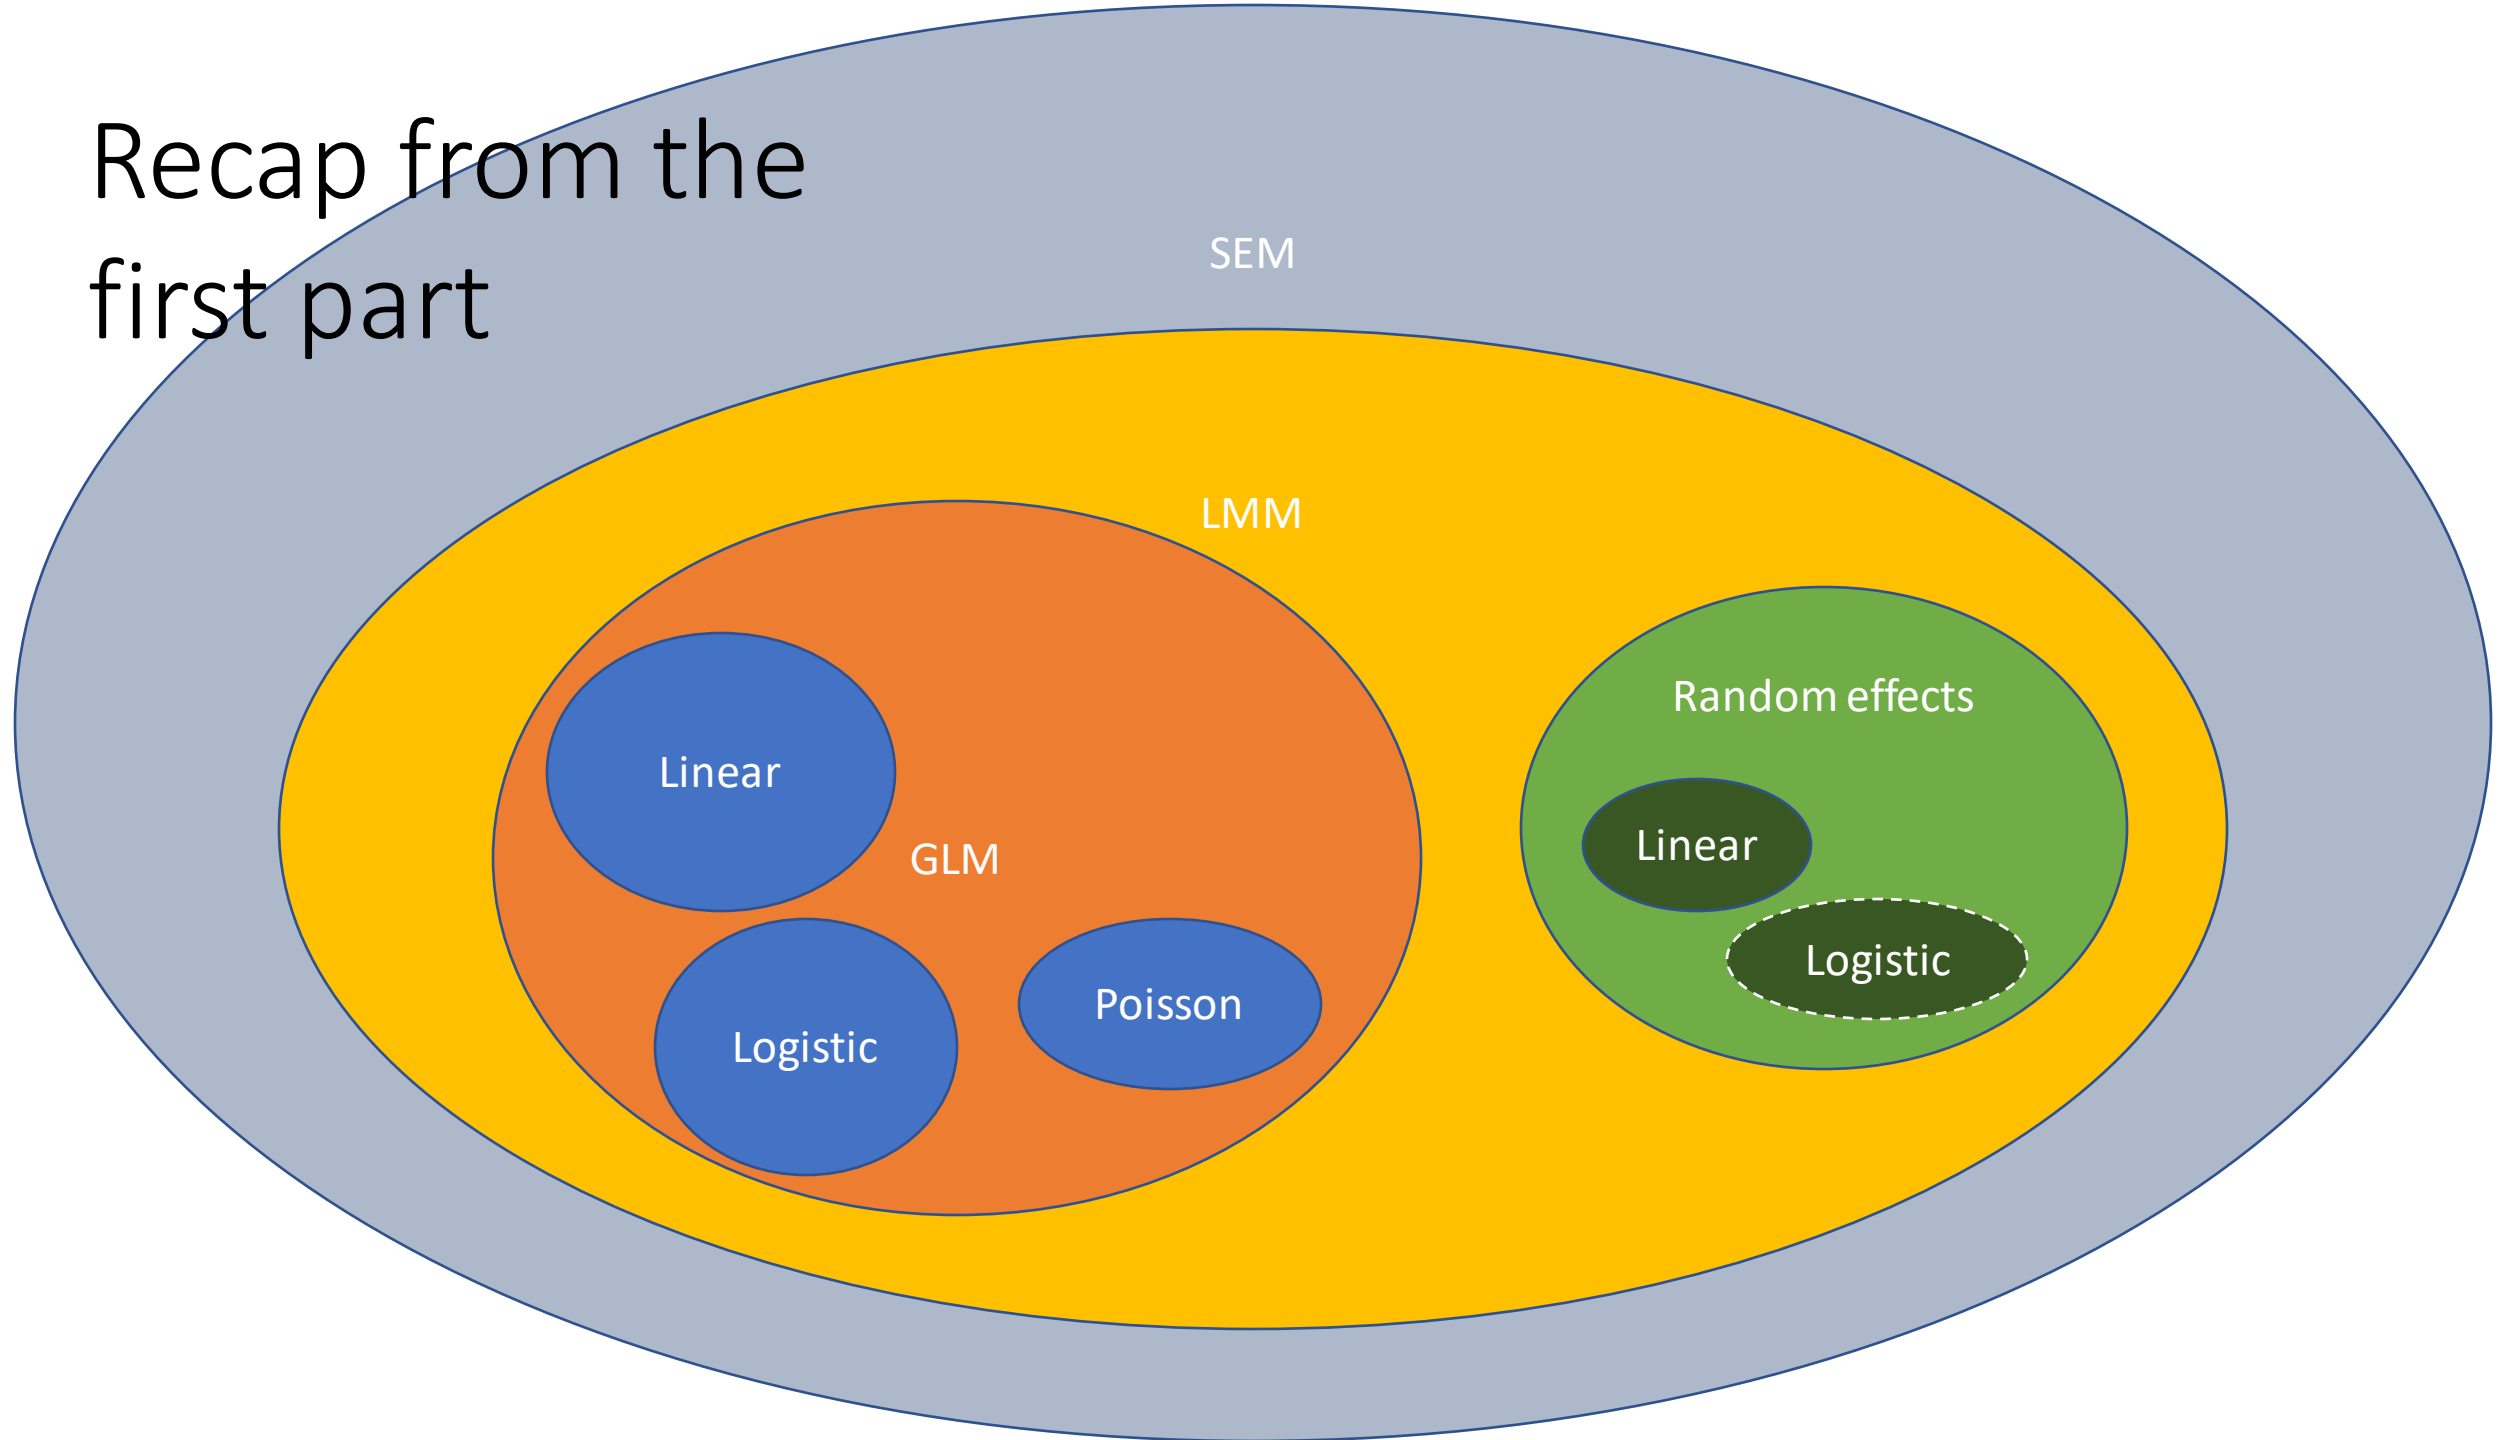 Recap from the
first part
SEM
LMM
Random effects
Linear
GLM
Linear
Logistic
Logistic
Poisson